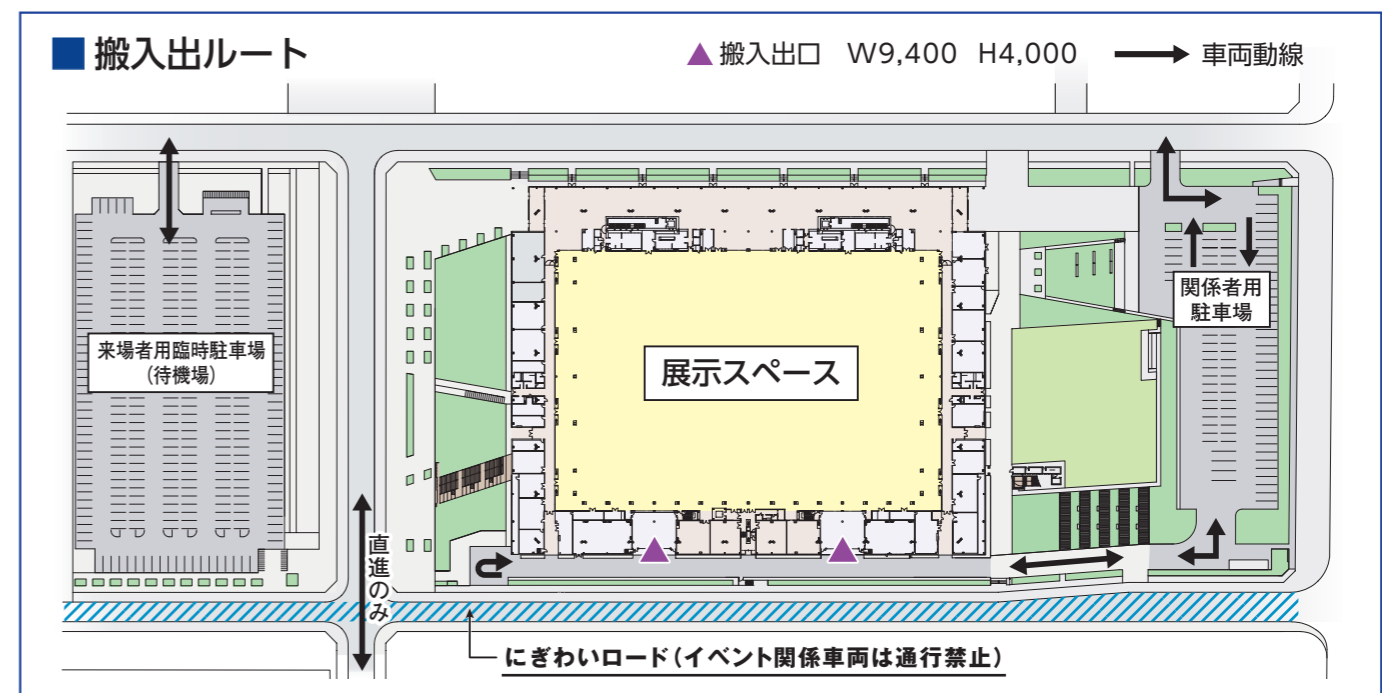 ■ 搬入出ルート
▲ 搬入出口 W9,400 H4,000
車両動線
来場者用臨時駐車場
(待機場)
展示スペース
関係者用
駐車場
直進のみ
にぎわいロード(イベント関係車両は通行禁止)